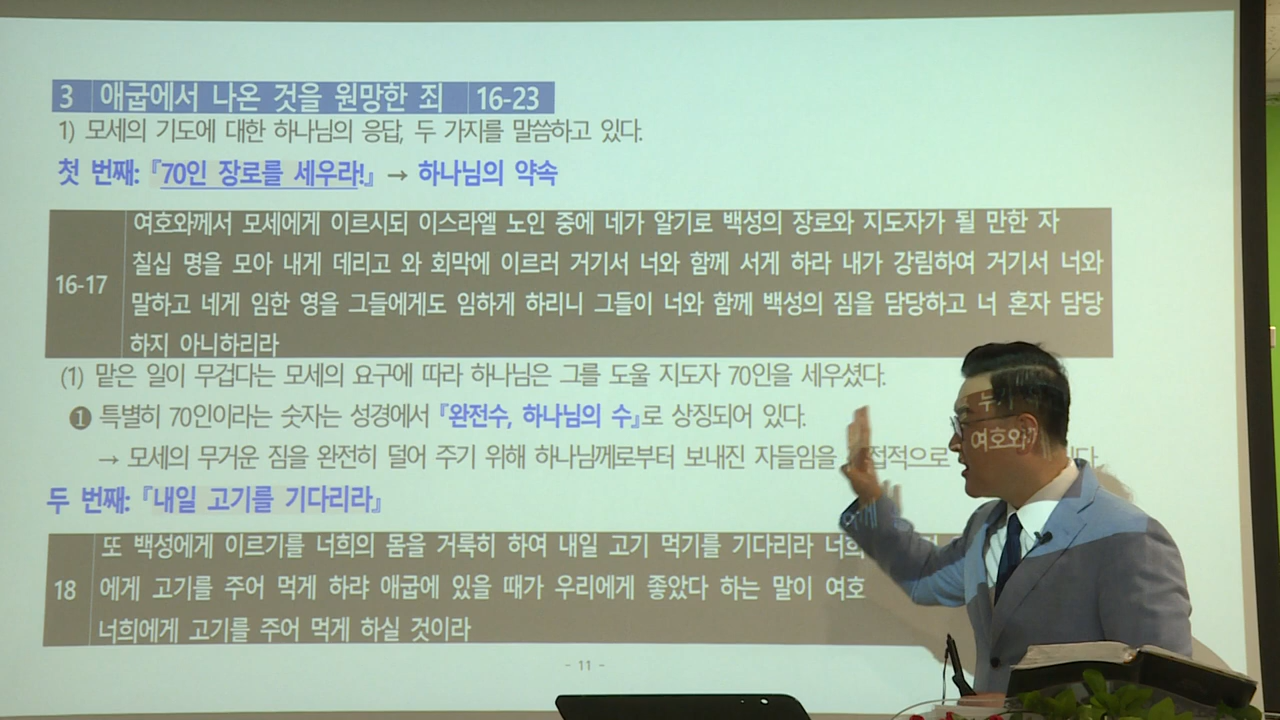 3 애굽에서 나온 것을 원망한 죄 16-23
1) 모세의 기도에 대한 하나님의 응답, 두 가지를 말씀하고 있다.
첫 번째: 『70인 장로를 세우라!』 → 하나님의 약속
16-17
여호와께서 모세에게 이르시되 이스라엘 노인 중에 네가 알기로 백성의 장로와 지도자가 될 만한 자
칠십 명을 모아 내게 데리고 와 회막에 이르러 거기서 너와 함께 서게 하라 내가 강림하여 거기서 너와
말하고 네게 임한 영을 그들에게도 임하게 하리니 그들이 너와 함께 백성의 짐을 담당하고 너 혼자 담당
하지 아니하리라
(1) 맡은 일이 무겁다는 모세의 요구에 따라 하나님은 그를 도울 지도자 70인을 세우셨다.
❶ 특별히 70인이라는 숫자는 성경에서 『완전수, 하나님의 수』로 상징되어 있다.
→ 모세의 무거운 짐을 완전히 덜어 주기 위해 하나님께로부터 보내진 자들임을 접적으로
두 번째: 『내일 고기를 기다리라』
18
또 백성에게 이르기를 너희의 몸을 거룩히 하여 내일 고기 먹기를 기다리라 너희 누
에게 고기를 주어 먹게 하랴 애굽에 있을 때가 우리에게 좋았다 하는 말이 여호 여호와
너희에게 고기를 주어 먹게 하실 것이라
- 11 -